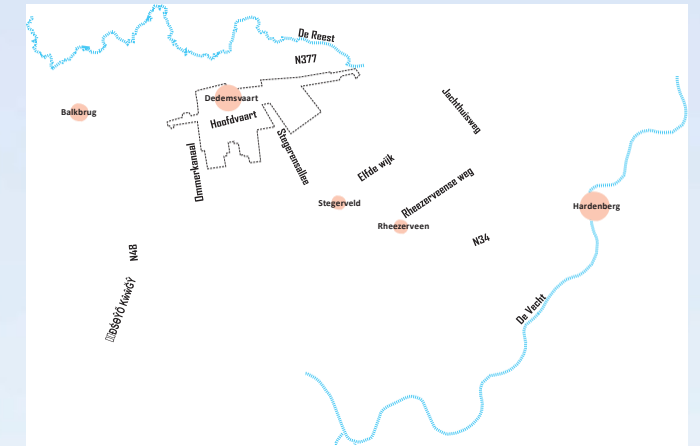 De Reest
N377
Dedemsvaart
Balkbrug
Hoofdvaart
Jachthuisweg
Ommerkanaal
Stegerensallee
Elfde wijk
Rheezerveense weg
Stegerveld
Hardenberg
Rheezerveen
N34
N48
De Vecht